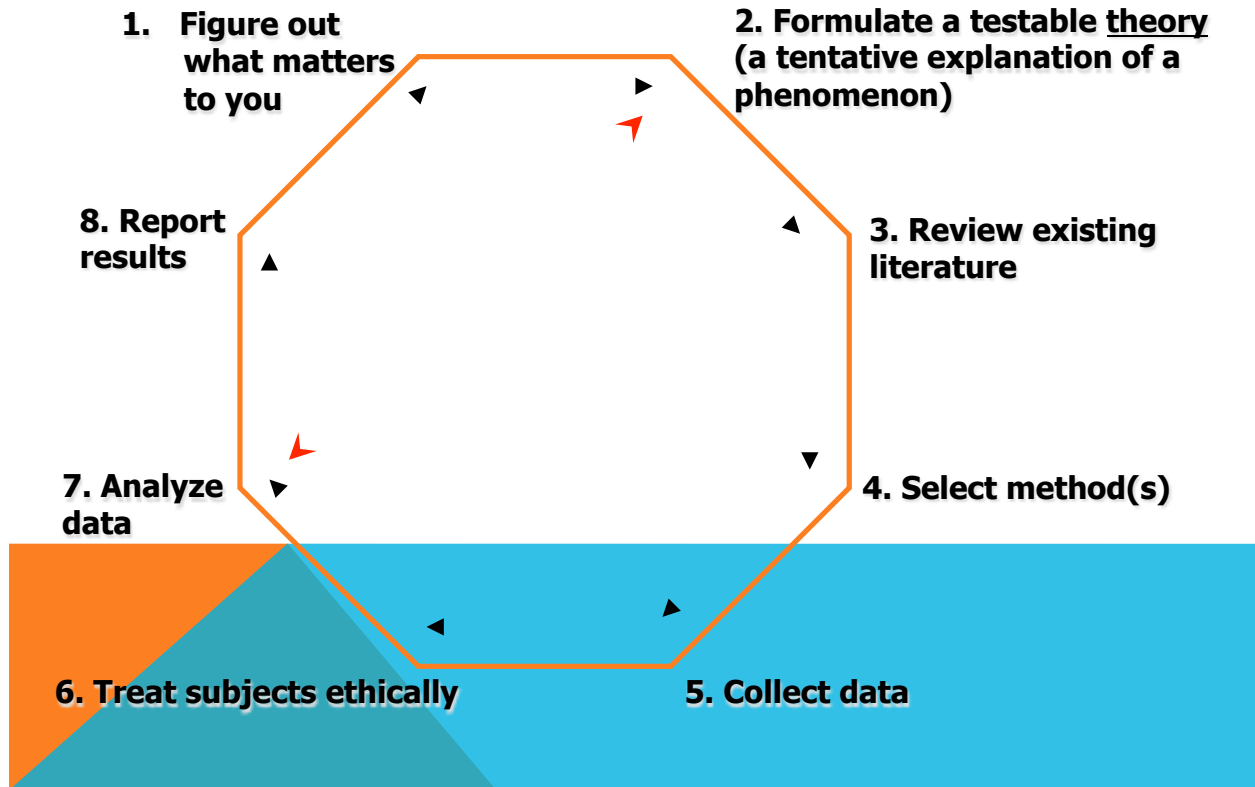 1. Figure out
what matters
to you
2. Formulate a testable theory
(a tentative explanation of a
phenomenon)
3. Review existing
literature
4. Select method(s)
5. Collect data
6. Treat subjects ethically
7. Analyze
data
8. Report
results